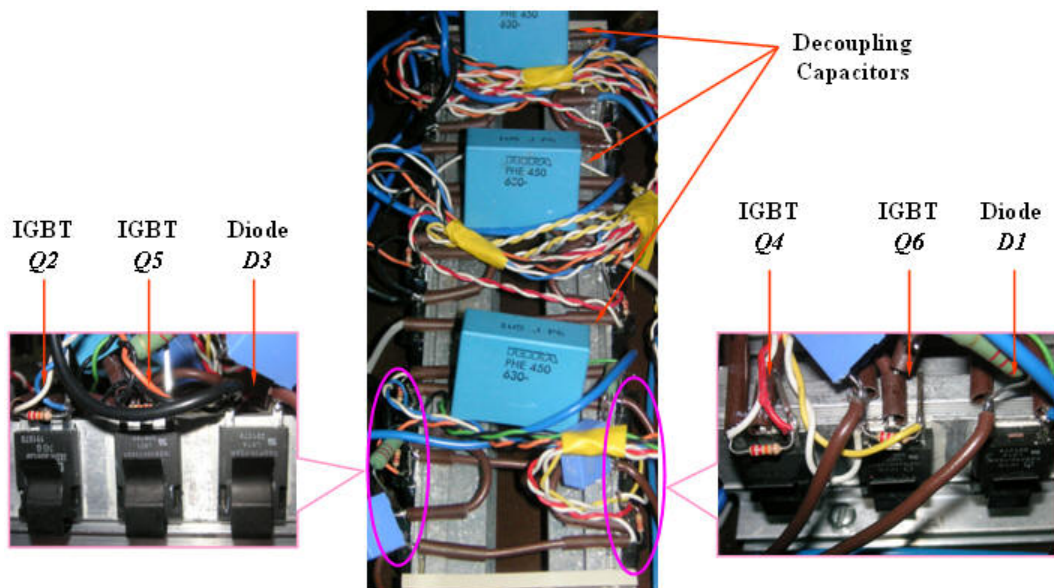 PHE 450
630-
Decoupling
Capacitors
PHE 450
630-
IGBT
Q2
IGBT
Q5
Diode
D3
IGBT
Q4
IGBT
Q6
Diode
D1
PHE 450
630-